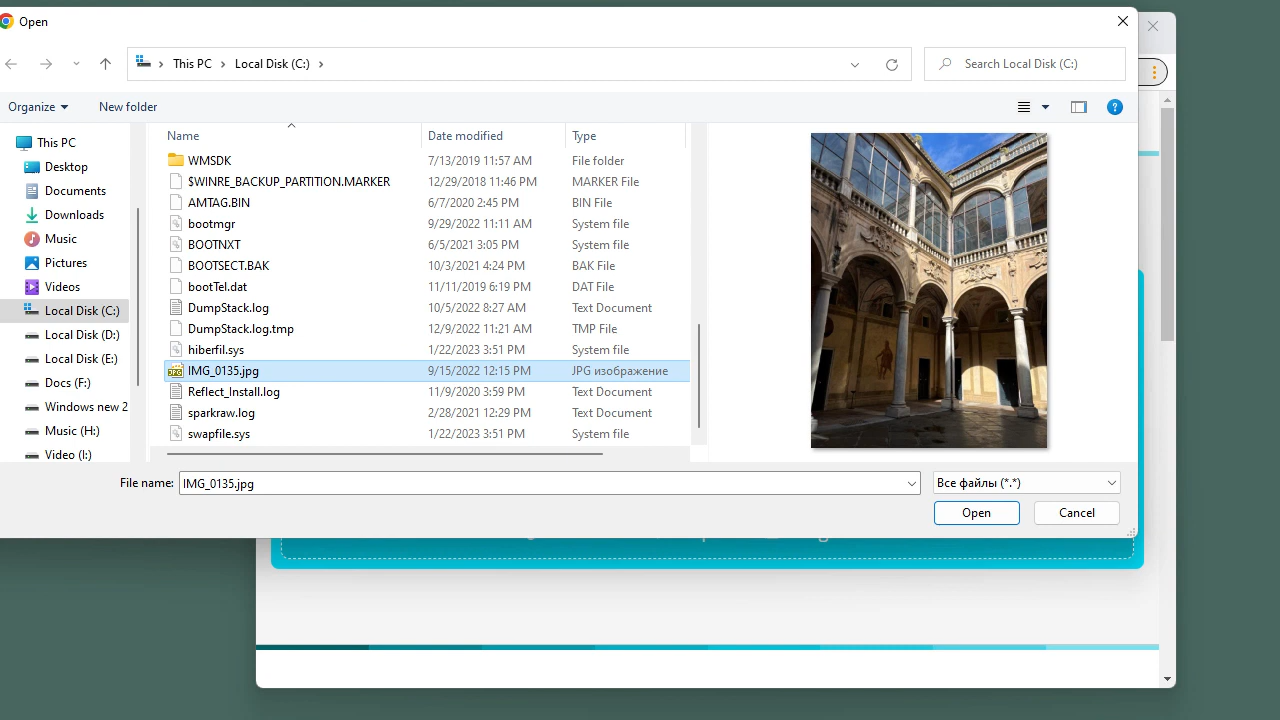 Open
This PC
Local Disk (C:)
Search Local Disk (C:)
Organize
New folder
?
This PC
Desktop
Documents
Downloads
Music
Pictures
Videos
Local Disk (C:)
Local Disk (D:)
Local Disk (E:)
Docs (F:)
Windows new 2
Music (H:)
Video (I:)
Name Date modified Type
WMSDK 7/13/2019 11:57 AM File folder
$WINRE_BACKUP_PARTITION.MARKER 12/29/2018 11:46 PM MARKER File
AMTAG.BIN 6/7/2020 2:45 PM BIN File
bootmgr 9/29/2022 11:11 AM System file
BOOTNXT 6/5/2021 3:05 PM System file
BOOTSECT.BAK 10/3/2021 4:24 PM BAK File
bootTel.dat 11/11/2019 6:19 PM DAT File
DumpStack.log 10/5/2022 8:27 AM Text Document
DumpStack.log.tmp 12/9/2022 11:21 AM TMP File
hiberfil.sys 1/22/2023 3:51 PM System file
JPG IMG_0135.jpg 9/15/2022 12:15 PM JPG изображение
Reflect_Install.log 11/9/2020 3:59 PM Text Document
sparkraw.log 2/28/2021 12:29 PM Text Document
swapfile.sys 1/22/2023 3:51 PM System file
File name: IMG_0135.jpg Все файлы (*.*)
Open Cancel